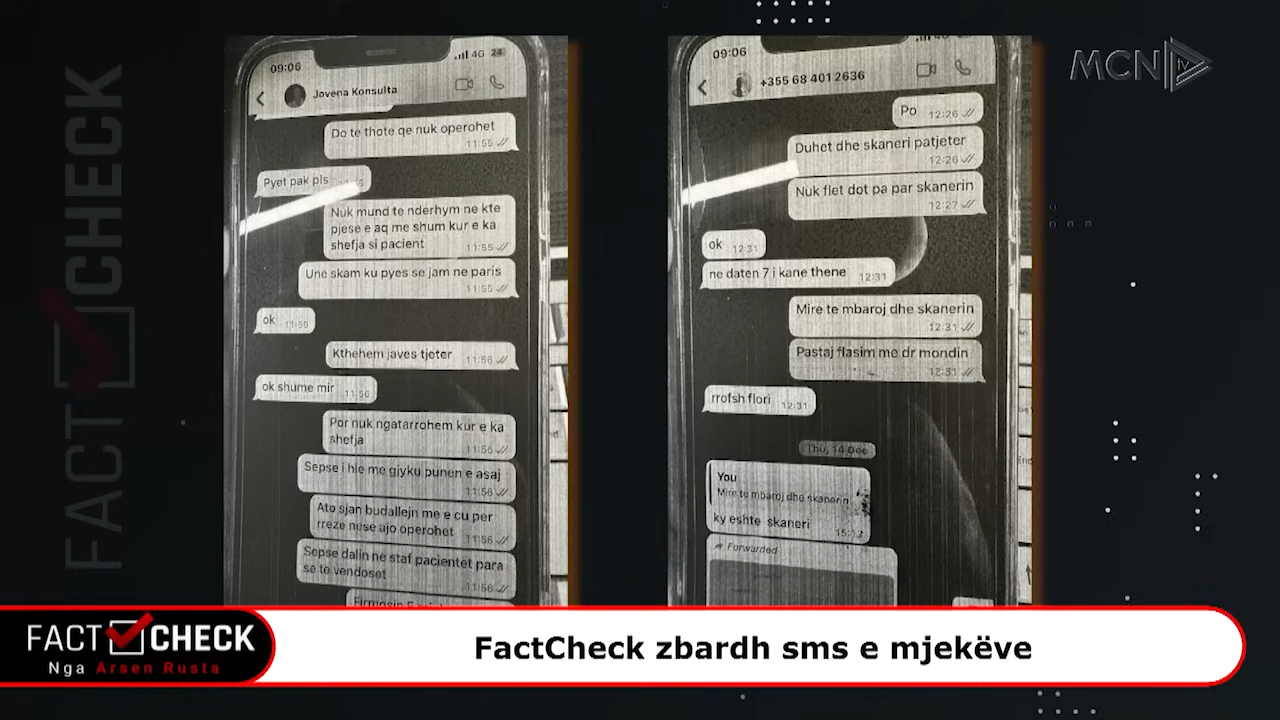 FACT CHECK
MCN TV
09:06
4G 24
Jovena Konsulta
Do te thote qe nuk operohet
11:55
Pyet pak pls
Nuk mund te nderhym ne kte
pjese e aq me shum kur e ka
shefja si pacient
11:55
Une skam ku pyes se jam ne paris
11:55
ok 11:55
Kthehem javes tjeter 11:56
ok shume mir 11:56
Por nuk ngatarrohem kur e ka
shefja
11:56
Sepse i hie me gjyku punen e asaj
11:56
Ato sjan budallejn me e cu per
rreze nuse ajo operohet
11:56
Sepse dalin ne staf pacientet para
se te vendoset
11:56
09:06
+355 68 401 2636
Po 12:26
Duhet dhe skaneri patjeter
12:26
Nuk flet dot pa par skanerin
12:27
ok 12:31
ne daten 7 i kane thene 12:31
Mire te mbaroj dhe skanerin
12:31
Pastaj flasim me dr mondin
12:31
rrofsh flori 12:31
Thu, 14 Dec
You
Mire te mbaroj dhe skanerin
ky eshte skaneri
Forwarded
FACT CHECK
Nga Arsen Rusta
FactCheck zbardh sms e mjekëve